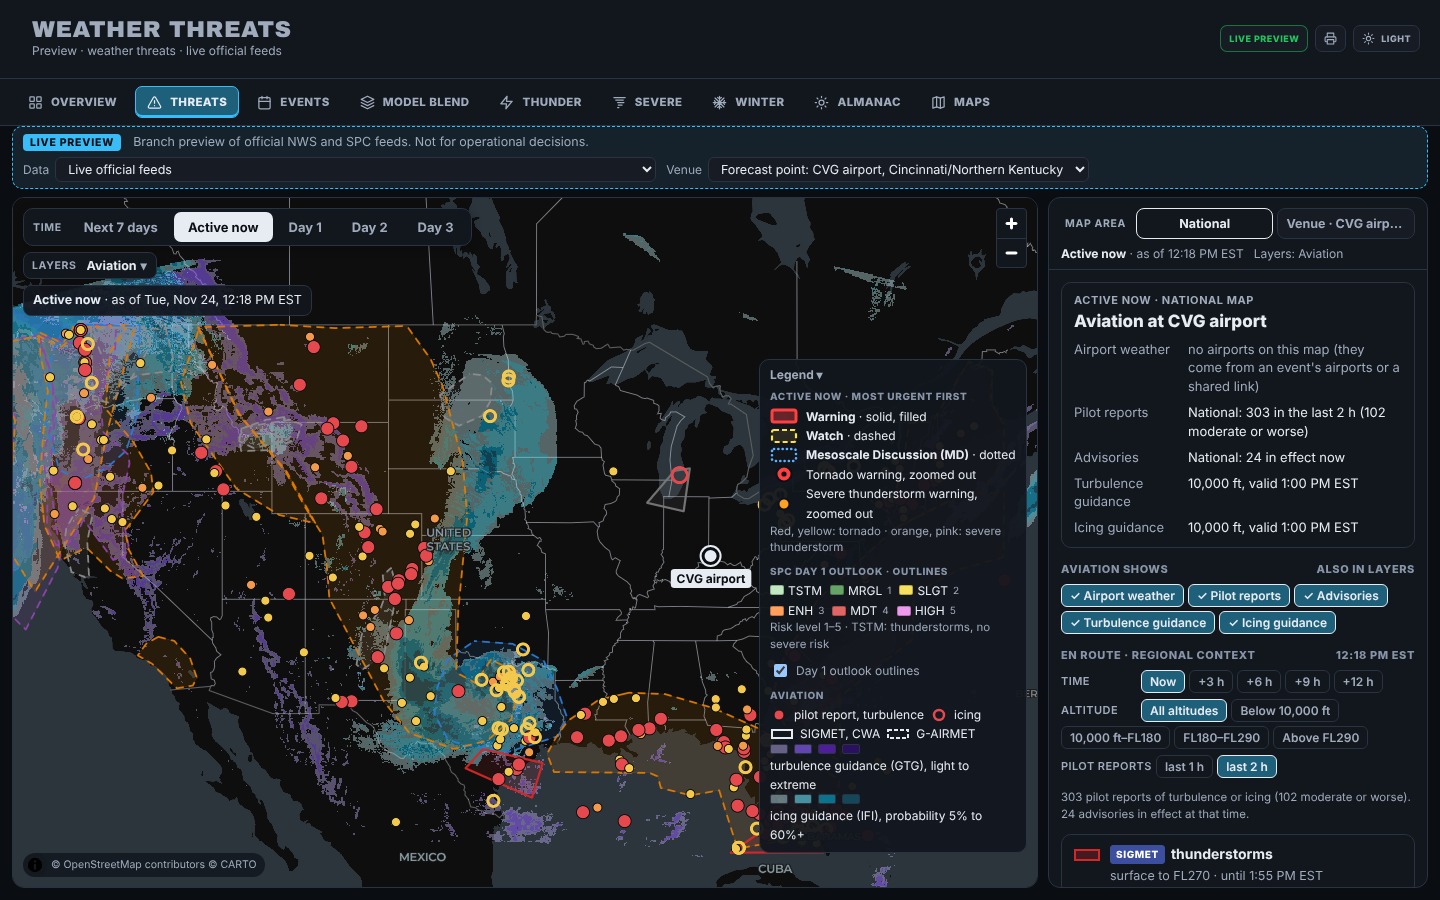 WEATHER THREATS
Preview · weather threats · live official feeds
LIVE PREVIEW
LIGHT
OVERVIEW
THREATS
EVENTS
MODEL BLEND
THUNDER
SEVERE
WINTER
ALMANAC
MAPS
LIVE PREVIEW Branch preview of official NWS and SPC feeds. Not for operational decisions.
Data Live official feeds Venue Forecast point: CVG airport, Cincinnati/Northern Kentucky
TIME Next 7 days Active now Day 1 Day 2 Day 3
LAYERS Aviation ▾
Active now · as of Tue, Nov 24, 12:18 PM EST
+
−
UNITED
STATES
CVG airport
MEXICO
CUBA
© OpenStreetMap contributors © CARTO
Legend ▾
ACTIVE NOW · MOST URGENT FIRST
Warning · solid, filled
Watch · dashed
Mesoscale Discussion (MD) · dotted
Tornado warning, zoomed out
Severe thunderstorm warning,
zoomed out
Red, yellow: tornado · orange, pink: severe
thunderstorm
SPC DAY 1 OUTLOOK · OUTLINES
TSTM MRGL 1 SLGT 2
ENH 3 MDT 4 HIGH 5
Risk level 1–5 · TSTM: thunderstorms, no
severe risk
Day 1 outlook outlines
AVIATION
pilot report, turbulence icing
SIGMET, CWA G-AIRMET
turbulence guidance (GTG), light to
extreme
icing guidance (IFI), probability 5% to
60%+
MAP AREA National Venue · CVG airp...
Active now · as of 12:18 PM EST Layers: Aviation
ACTIVE NOW · NATIONAL MAP
Aviation at CVG airport
Airport weather no airports on this map (they
come from an event's airports or a
shared link)
Pilot reports National: 303 in the last 2 h (102
moderate or worse)
Advisories National: 24 in effect now
Turbulence 10,000 ft, valid 1:00 PM EST
guidance
Icing guidance 10,000 ft, valid 1:00 PM EST
AVIATION SHOWS ALSO IN LAYERS
✓ Airport weather ✓ Pilot reports ✓ Advisories
✓ Turbulence guidance ✓ Icing guidance
EN ROUTE · REGIONAL CONTEXT 12:18 PM EST
TIME Now +3 h +6 h +9 h +12 h
ALTITUDE All altitudes Below 10,000 ft
10,000 ft–FL180 FL180–FL290 Above FL290
PILOT REPORTS last 1 h last 2 h
303 pilot reports of turbulence or icing (102 moderate or worse).
24 advisories in effect at that time.
SIGMET thunderstorms
surface to FL270 · until 1:55 PM EST